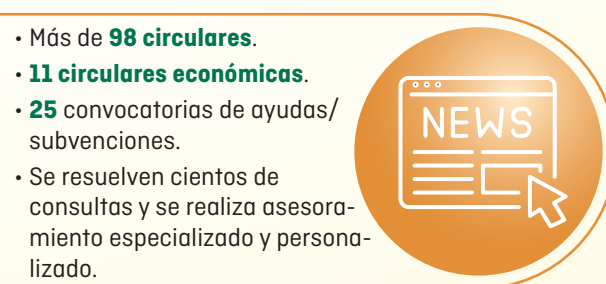 • Más de 98 circulares.
• 11 circulares económicas.
• 25 convocatorias de ayudas/
subvenciones.
• Se resuelven cientos de
consultas y se realiza asesora-
miento especializado y persona-
lizado.
NEWS